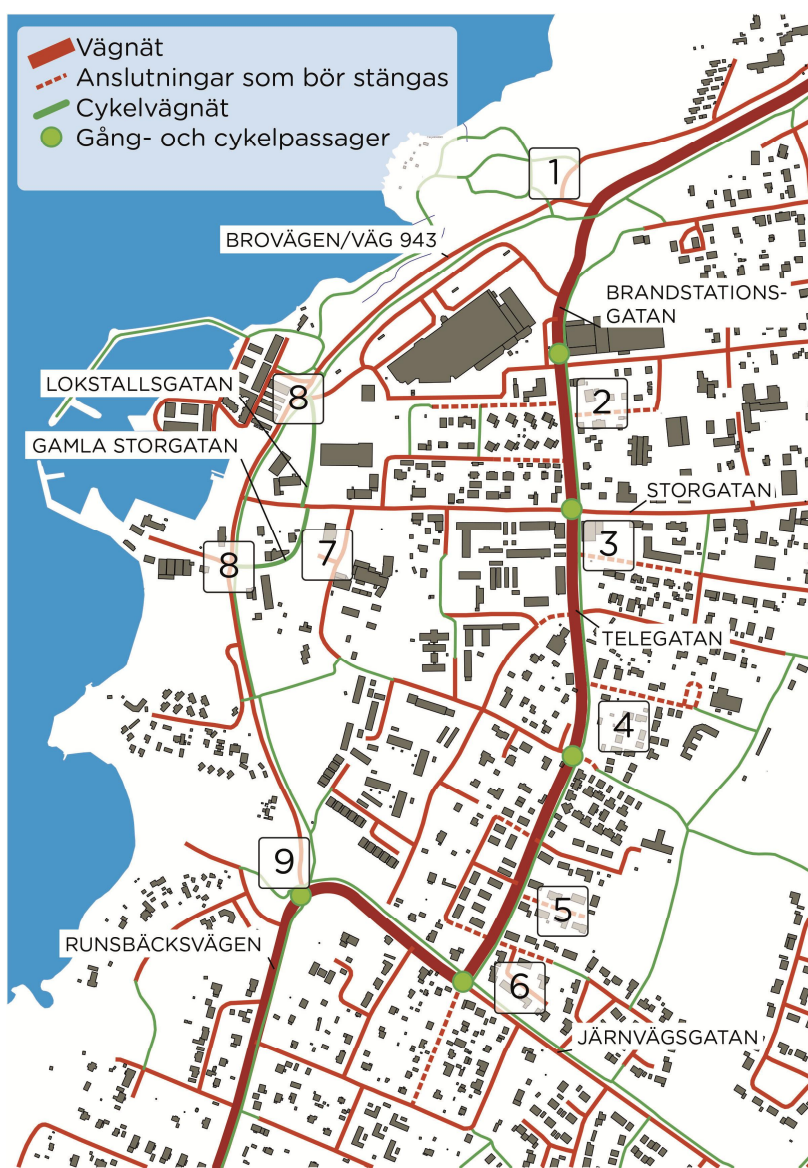 Vägnät
Anslutningar som bör stängas
Cykelvägnät
Gång- och cykelpassager
1
BROVÄGEN/VÄG 943
BRANDSTATIONS-
GATAN
LOKSTALLSGATAN
8
2
GAMLA STORGATAN
STORGATAN
7
3
8
TELEGATAN
4
9
5
RUNSBÄCKSVÄGEN
6
JÄRNVÄGSGATAN